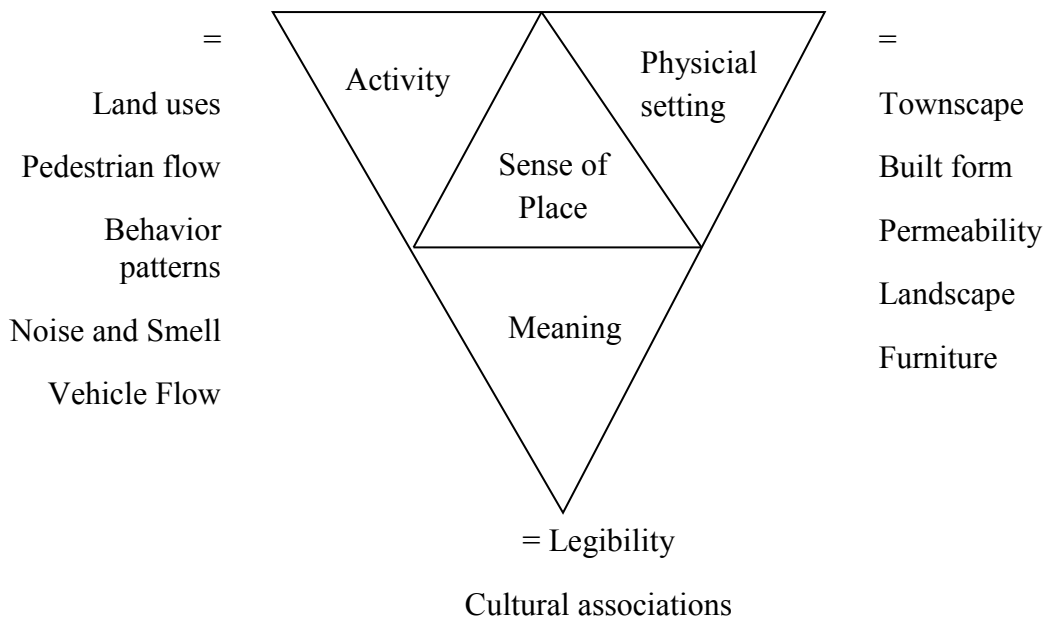 =
Land uses
Pedestrian flow
Behavior
patterns
Noise and Smell
Vehicle Flow
Activity
Physicial
setting
Sense of
Place
Meaning
=
Townscape
Built form
Permeability
Landscape
Furniture
= Legibility
Cultural associations